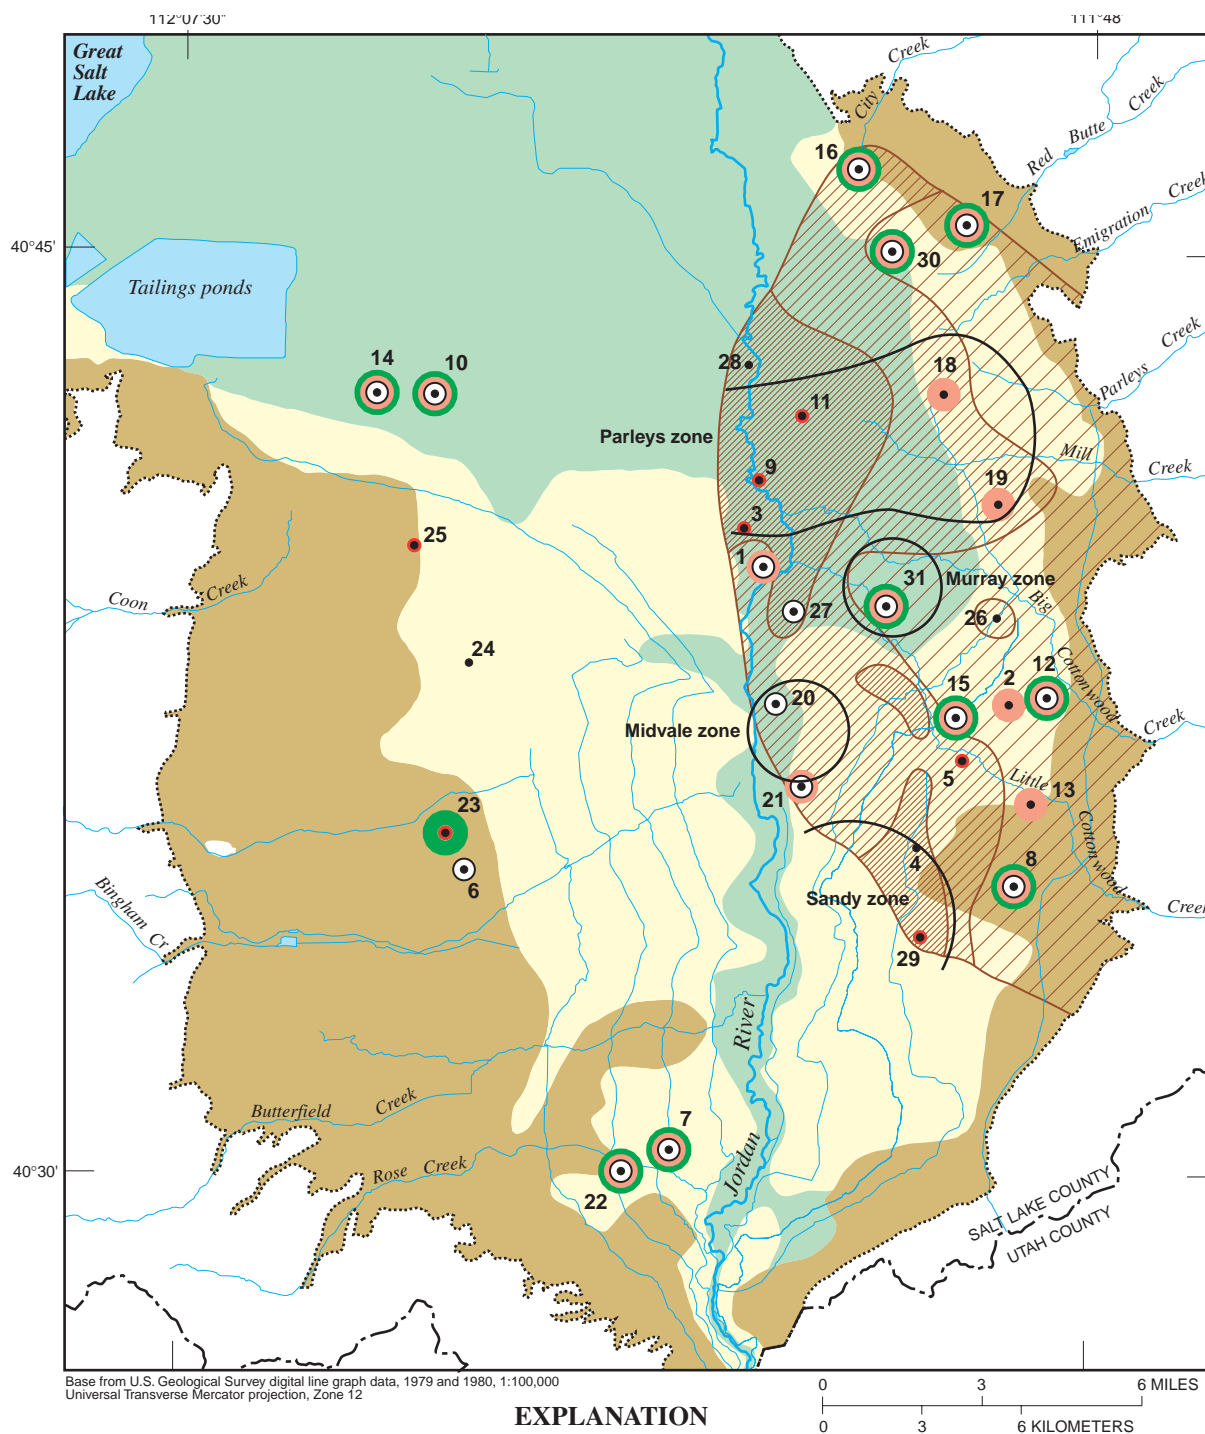 112°07'30"
111°48'
Great
Salt
Lake
Creek
City
Red
Butte
Creek
16
17
Emigration
Creek
30
40°45'
Tailings ponds
14
10
28
18
Parleys
Creek
11
Parleys zone
9
Mill
Creek
19
3
25
1
31
Murray zone
Coon
Creek
27
26
Big
Cottonwood
Creek
24
2
12
20
15
Midvale zone
5
Little
Cottonwood
Creek
21
13
23
4
8
6
Sandy zone
Bingham Cr
29
Jordan
River
Butterfield
Creek
7
40°30'
Rose
Creek
22
SALT LAKE COUNTY
UTAH COUNTY
Base from U.S. Geological Survey digital line graph data, 1979 and 1980, 1:100,000
Universal Transverse Mercator projection, Zone 12
0
3
6 MILES
0
3
6 KILOMETERS
EXPLANATION